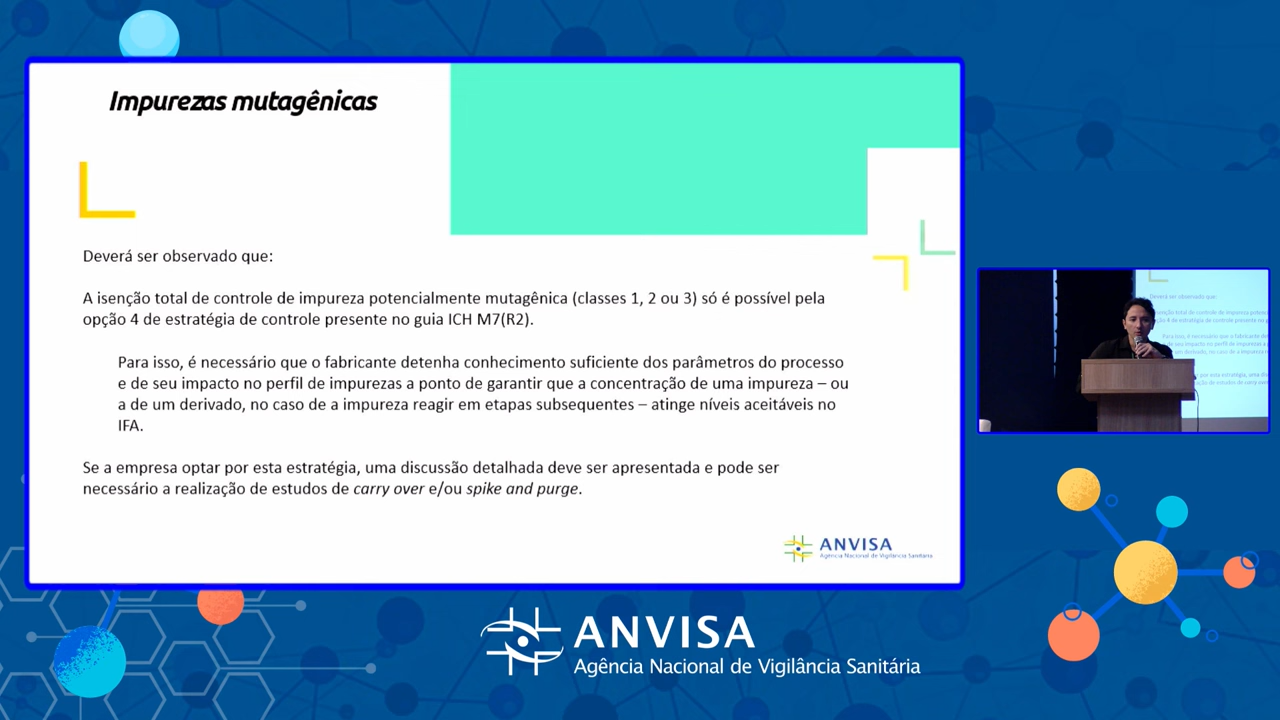 Impurezas mutagênicas
Deverá ser observado que:
A isenção total de controle de impureza potencialmente mutagênica (classes 1, 2 ou 3) só é possível pela
opção 4 de estratégia de controle presente no guia ICH M7(R2).
Para isso, é necessário que o fabricante detenha conhecimento suficiente dos parâmetros do processo
e de seu impacto no perfil de impurezas a ponto de garantir que a concentração de uma impureza – ou
a de um derivado, no caso de a impureza reagir em etapas subsequentes – atinge níveis aceitáveis no
IFA.
Se a empresa optar por esta estratégia, uma discussão detalhada deve ser apresentada e pode ser
necessário a realização de estudos de carry over e/ou spike and purge.
ANVISA
Agência Nacional de Vigilância Sanitária
Deverá ser observado que:
ANVISA
Agência Nacional de Vigilância Sanitária